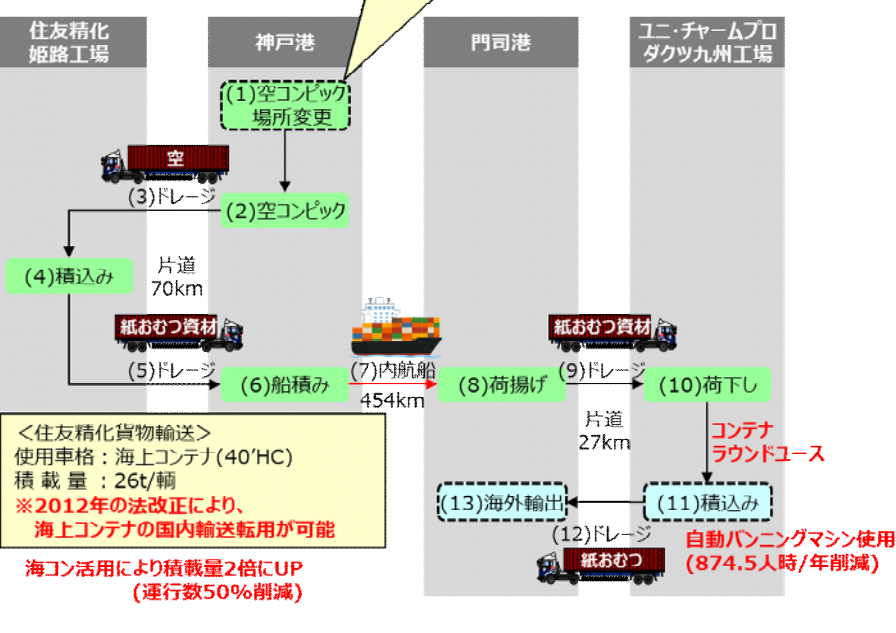 住友精化
姫路工場
神戸港
門司港
ユニ・チャームプロ
ダクツ九州工場
(1)空コンピック
場所変更
空
(3)ドレージ
(2)空コンピック
(4)積込み
片道
70km
紙おむつ資材
紙おむつ資材
(5)ドレージ
(6)船積み
(7)内航船
454km
(8)荷揚げ
(9)ドレージ
(10)荷下し
片道
27km
コンテナ
ラウンドユース
<住友精化貨物輸送>
使用車格:海上コンテナ(40’HC)
積 載 量 :26t/輌
※2012年の法改正により、
海上コンテナの国内輸送転用が可能
(13)海外輸出
(11)積込み
(12)ドレージ
紙おむつ
自動バンニングマシン使用
(874.5人時/年削減)
海コン活用により積載量2倍にUP
(運行数50%削減)